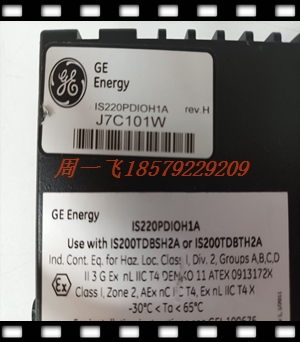 GE
Energy
IS220PDIOH1A rev.H
J7C101W
周一飞18579229209
GE Energy
IS220PDIOH1A
Use with IS200TDBSH2A or IS200TDBTH2A
Ind. Cont. Eq. for Haz. Loc. Class I, Div. 2, Groups A,B,C,D
II 3 G Ex nL IIC T4 DEMKO 11 ATEX 0913172X
Class I, Zone 2, AEx nC IIC T4, Ex nL IIC T4 X
-30°C < Ta < 65°C